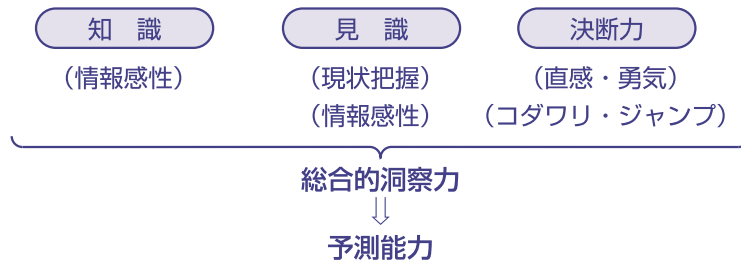 知　識　見　識　決断力
（情報感性）　（現状把握）　（直感・勇気）
（情報感性）　（コダワリ・ジャンプ）
総合的洞察力
⇩
予測能力